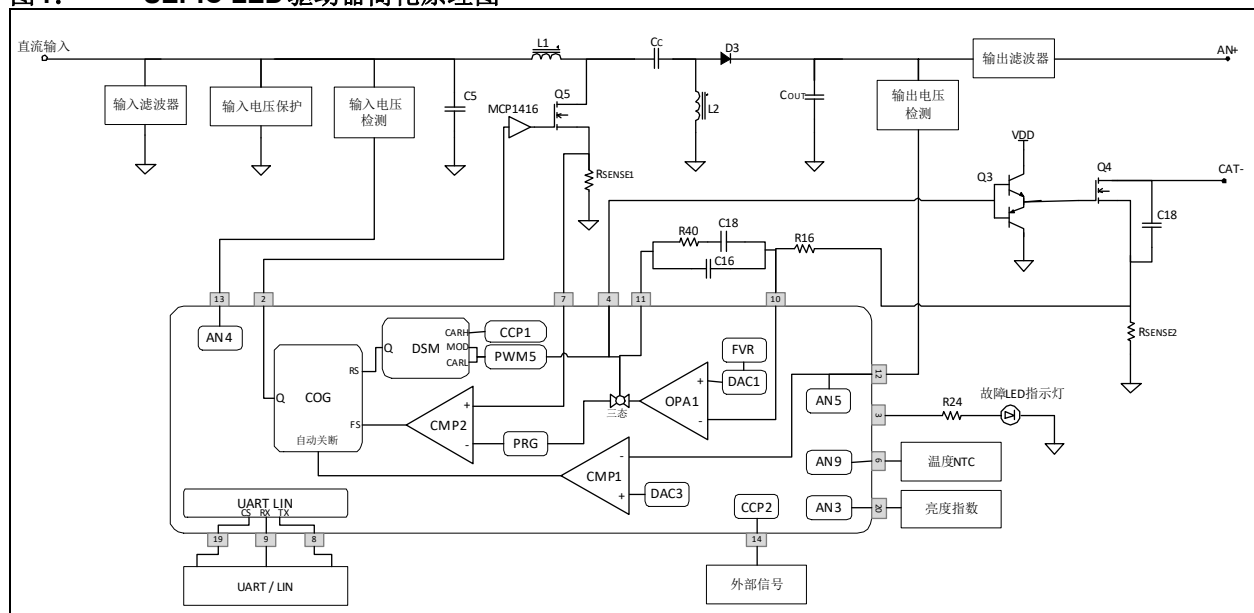 图1： SEPIC LED驱动器简化原理图
直流输入
L1
CC
D3
AN+
输入滤波器
输入电压保护
输入电压
检测
C5
MCP1416
Q5
L2
COUT
输出电压
检测
输出滤波器
RSENSE1
VDD
Q3
Q4
CAT-
C18
R40
C18
C16
R16
RSENSE2
13
2
7
4
11
10
AN4
DSM
Q
CARH
MOD
CARL
CCP1
PWM5
RS
COG
Q
FS
自动关断
CMP2
+
-
PRG
三态
OPA1
+
-
FVR
DAC1
CMP1
-
+
DAC3
AN5
12
3
R24
故障LED指示灯
AN9
6
温度NTC
AN3
20
亮度指数
CCP2
14
外部信号
UART LIN
CS RX TX
19
9
8
UART / LIN